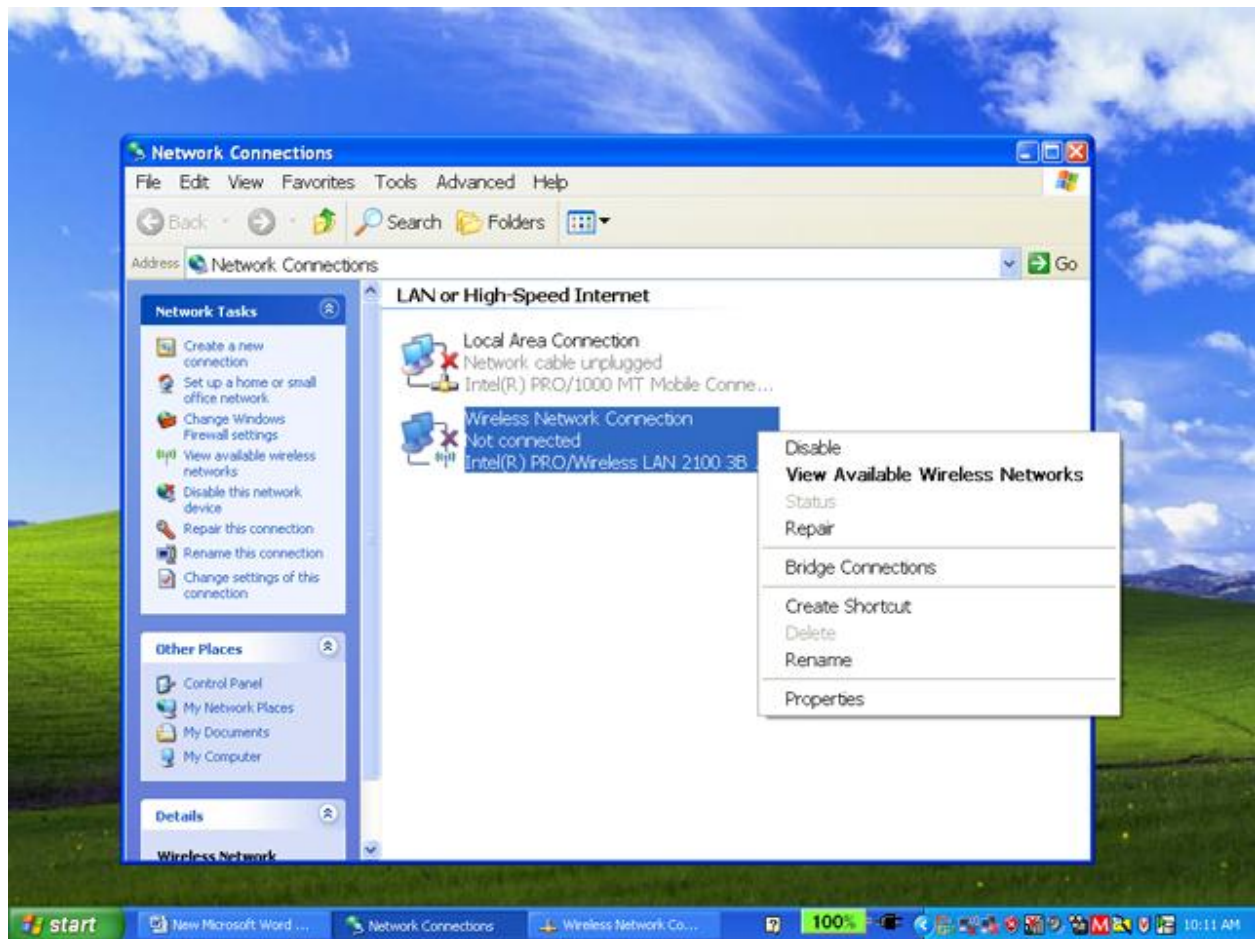 Network Connections
File Edit View Favorites Tools Advanced Help
Back Search Folders
Address Network Connections Go
Network Tasks
Create a new
connection
Set up a home or small
office network
Change Windows
Firewall settings
View available wireless
networks
Disable this network
device
Repair this connection
Rename this connection
Change settings of this
connection
Other Places
Control Panel
My Network Places
My Documents
My Computer
Details
Wireless Network
LAN or High-Speed Internet
Local Area Connection
Network cable unplugged
Intel(R) PRO/1000 MT Mobile Conne...
Wireless Network Connection
Not connected
Intel(R) PRO/Wireless LAN 2100 3B ...
Disable
View Available Wireless Networks
Status
Repair
Bridge Connections
Create Shortcut
Delete
Rename
Properties
start New Microsoft Word ... Network Connections Wireless Network Co... 100% 10:11 AM